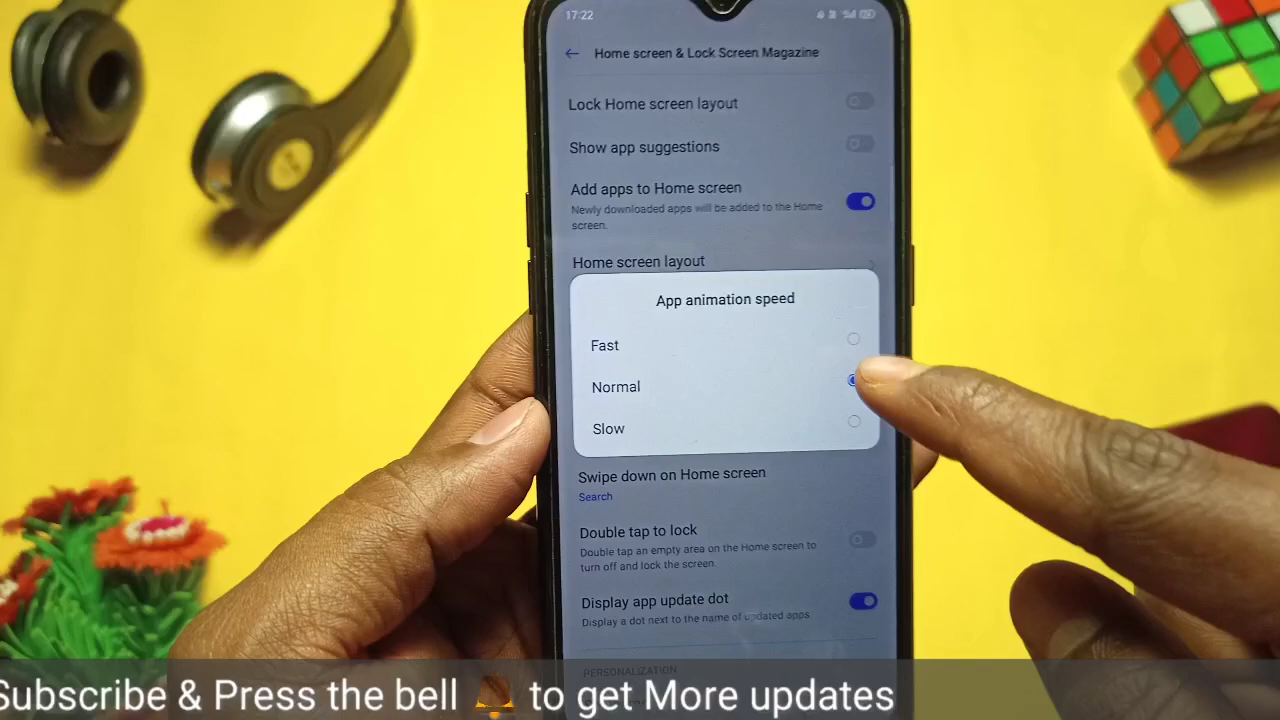 17:22
Home screen & Lock Screen Magazine
Lock Home screen layout
Show app suggestions
Add apps to Home screen
Newly downloaded apps will be added to the Home
screen.
Home screen layout
App animation speed
Fast
Normal
Slow
Swipe down on Home screen
Search
Double tap to lock
Double tap an empty area on the Home screen to
turn off and lock the screen.
Display app update dot
Display a dot next to the name of updated apps
PERSONALIZATION
Subscribe & Press the bell 🔔 to get More updates